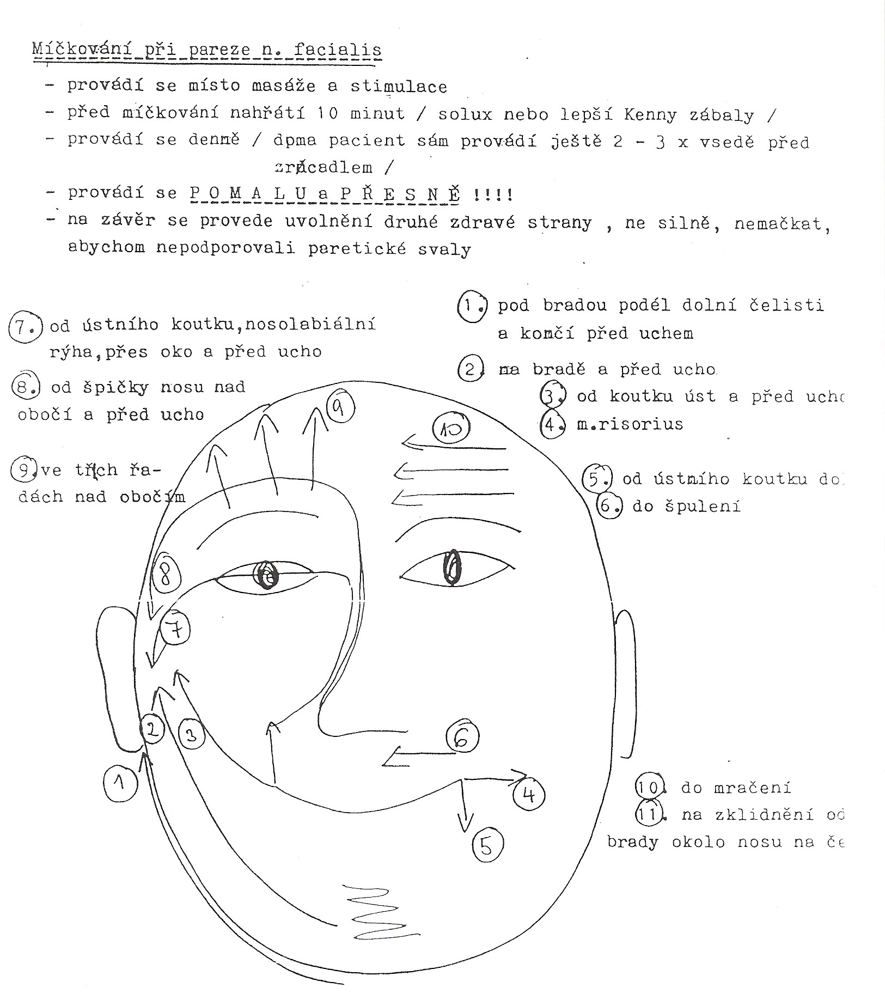 Míčkování při pareze n. facialis
- provádí se místo masáže a stimulace
- před míčkování nahřátí 10 minut / solux nebo lepší Kenny zábaly /
- provádí se denně / dpma pacient sám provádí ještě 2 - 3 x vsedě před
zrácadlem /
- provádí se P O M A L U a P Ř E S N Ě !!!!
- na závěr se provede uvolnění druhé zdravé strany , ne silně, nemačkat,
abychom nepodporovali paretické svaly
1. pod bradou podél dolní čelisti
a končí před uchem
2. na bradě a před ucho
3. od koutku úst a před ucho
4. m.risorius
5. od ústního koutku do
6. do špulení
7. od ústního koutku,nosolabiální
rýha,přes oko a před ucho
8. od špičky nosu nad
obočí a před ucho
9. ve třech řa-
dách nad obočím
10. do mračení
11. na zklidnění od
brady okolo nosu na če
9
10
8
7
2
3
6
1
4
5